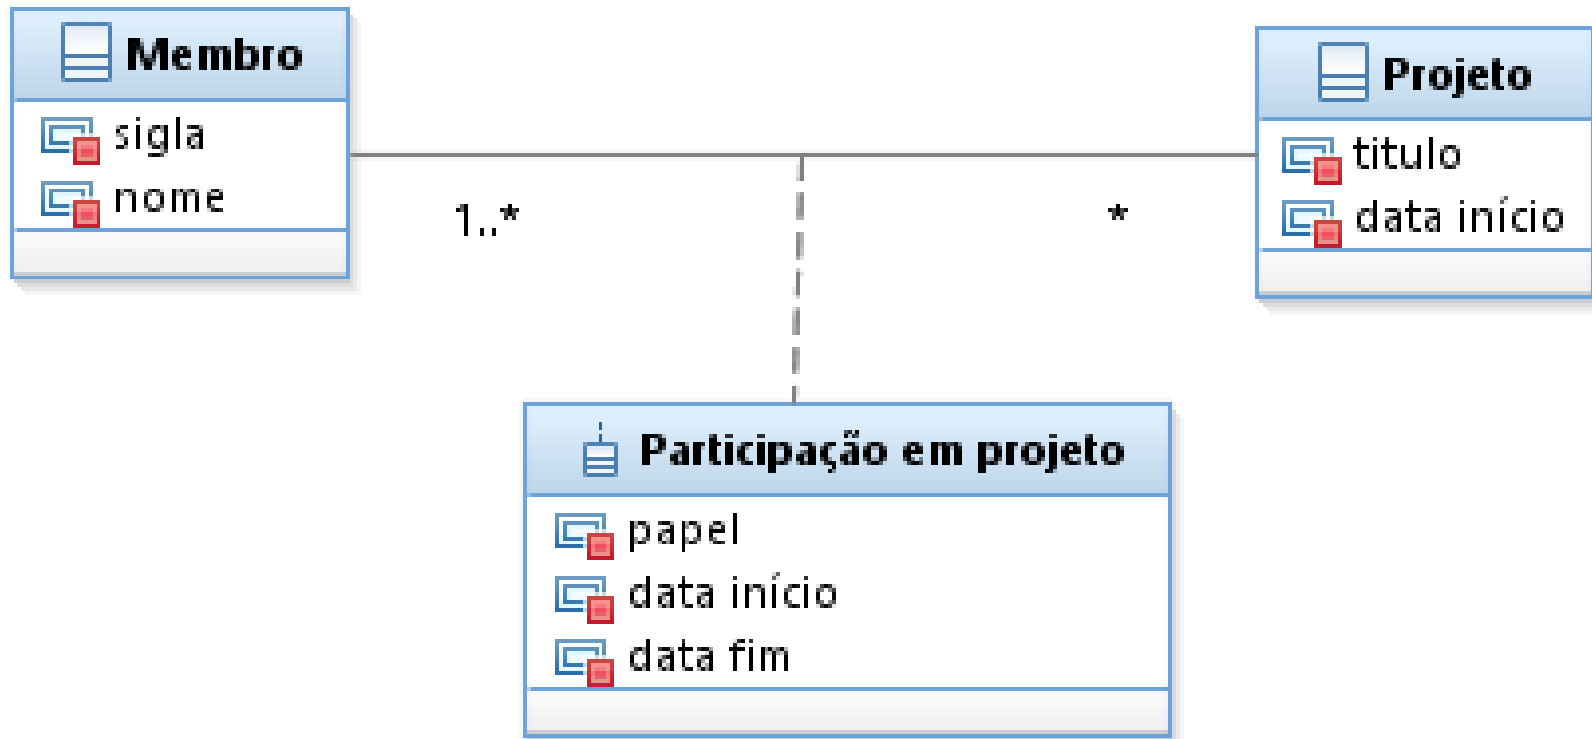 Membro
sigla
nome
1..*
*
Projeto
titulo
data início
Participação em projeto
papel
data início
data fim